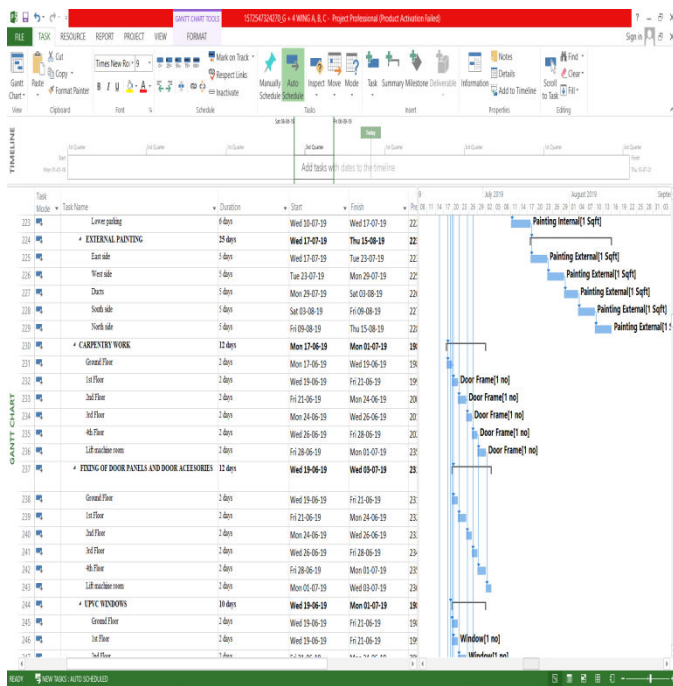 GANTT CHART TOOLS 1572547324270_G + 4 WING A, B, C - Project Professional (Product Activation Failed)
FILE TASK RESOURCE REPORT PROJECT VIEW FORMAT Sign in
Gantt Chart Paste Cut Copy Format Painter Times New Ro 9 B I U A Mark on Track Respect Links Inactivate Manually Schedule Auto Schedule Inspect Move Mode Task Summary Milestone Deliverable Information Notes Details Add to Timeline Scroll to Task Find Clear Fill
View Clipboard Font Schedule Tasks Insert Properties Editing
TIMELINE
Today
Start
Add tasks with dates to the timeline
Finish
GANTT CHART
Task Mode Task Name Duration Start Finish July 2019 August 2019
223 Lower parking 6 days Wed 10-07-19 Wed 17-07-19 Painting Internal[1 Sqft]
224 EXTERNAL PAINTING 25 days Wed 17-07-19 Thu 15-08-19
225 East side 5 days Wed 17-07-19 Tue 23-07-19 Painting External[1 Sqft]
226 West side 5 days Tue 23-07-19 Mon 29-07-19 Painting External[1 Sqft]
227 Ducts 5 days Mon 29-07-19 Sat 03-08-19 Painting External[1 Sqft]
228 South side 5 days Sat 03-08-19 Fri 09-08-19 Painting External[1 Sqft]
229 North side 5 days Fri 09-08-19 Thu 15-08-19 Painting External[1
230 CARPENTRY WORK 12 days Mon 17-06-19 Mon 01-07-19
231 Ground Floor 2 days Mon 17-06-19 Wed 19-06-19
232 1st Floor 2 days Wed 19-06-19 Fri 21-06-19 Door Frame[1 no]
233 2nd Floor 2 days Fri 21-06-19 Mon 24-06-19 Door Frame[1 no]
234 3rd Floor 2 days Mon 24-06-19 Wed 26-06-19 Door Frame[1 no]
235 4th Floor 2 days Wed 26-06-19 Fri 28-06-19 Door Frame[1 no]
236 Lift machine room 2 days Fri 28-06-19 Mon 01-07-19 Door Frame[1 no]
237 FIXING OF DOOR PANELS AND DOOR ACEESORIES 12 days Wed 19-06-19 Wed 03-07-19
238 Ground Floor 2 days Wed 19-06-19 Fri 21-06-19
239 1st Floor 2 days Fri 21-06-19 Mon 24-06-19
240 2nd Floor 2 days Mon 24-06-19 Wed 26-06-19
241 3rd Floor 2 days Wed 26-06-19 Fri 28-06-19
242 4th Floor 2 days Fri 28-06-19 Mon 01-07-19
243 Lift machine room 2 days Mon 01-07-19 Wed 03-07-19
244 UPVC WINDOWS 10 days Wed 19-06-19 Mon 01-07-19
245 Ground Floor 2 days Wed 19-06-19 Fri 21-06-19
246 1st Floor 2 days Wed 19-06-19 Fri 21-06-19 Window[1 no]
2nd Floor 2 days Window[1 no]
READY NEW TASKS : AUTO SCHEDULED